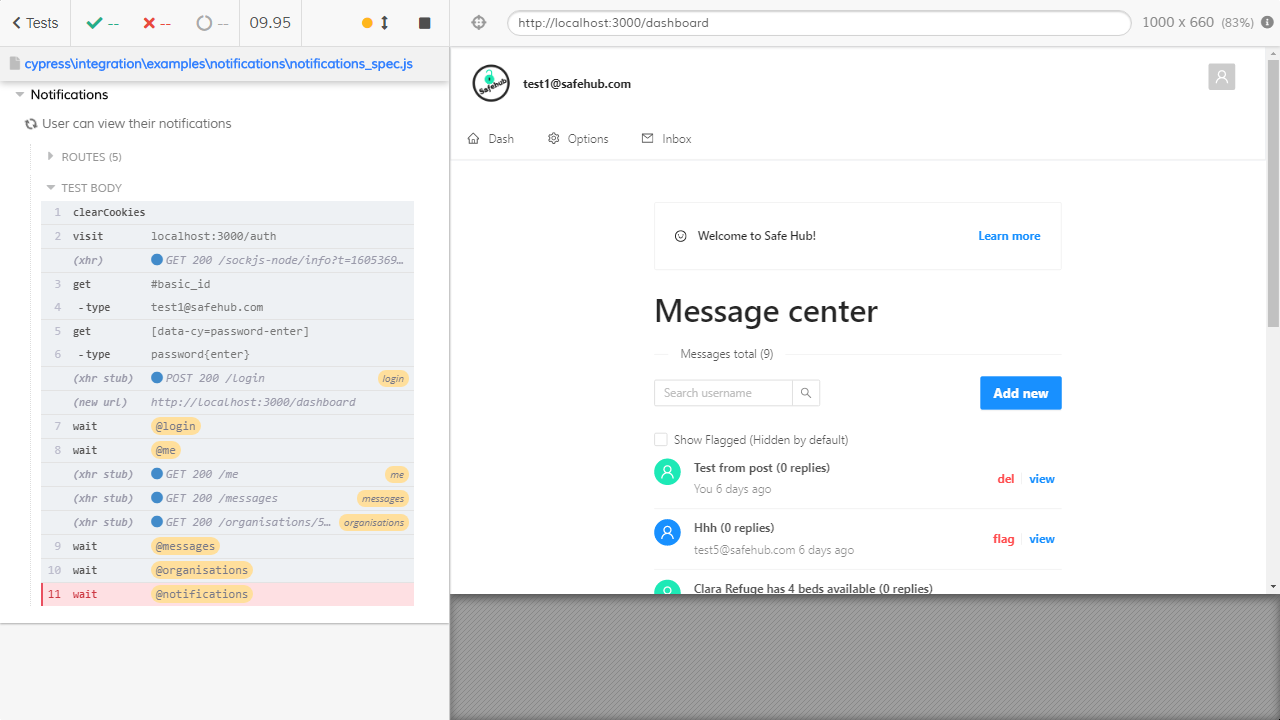 Tests
--
--
--
09.95
cypress\integration\examples\notifications\notifications_spec.js
Notifications
User can view their notifications
ROUTES (5)
TEST BODY
1 clearCookies
2 visit localhost:3000/auth
(xhr) GET 200 /sockjs-node/info?t=1605369...
3 get #basic_id
4 -type test1@safehub.com
5 get [data-cy=password-enter]
6 -type password{enter}
(xhr stub) POST 200 /login login
(new url) http://localhost:3000/dashboard
7 wait @login
8 wait @me
(xhr stub) GET 200 /me me
(xhr stub) GET 200 /messages messages
(xhr stub) GET 200 /organisations/5... organisations
9 wait @messages
10 wait @organisations
11 wait @notifications
http://localhost:3000/dashboard
1000 x 660 (83%)
Safehub
test1@safehub.com
Dash
Options
Inbox
Welcome to Safe Hub!
Learn more
Message center
Messages total (9)
Search username
Add new
Show Flagged (Hidden by default)
Test from post (0 replies)
You 6 days ago
del view
Hhh (0 replies)
test5@safehub.com 6 days ago
flag view
Clara Refuge has 4 beds available (0 replies)